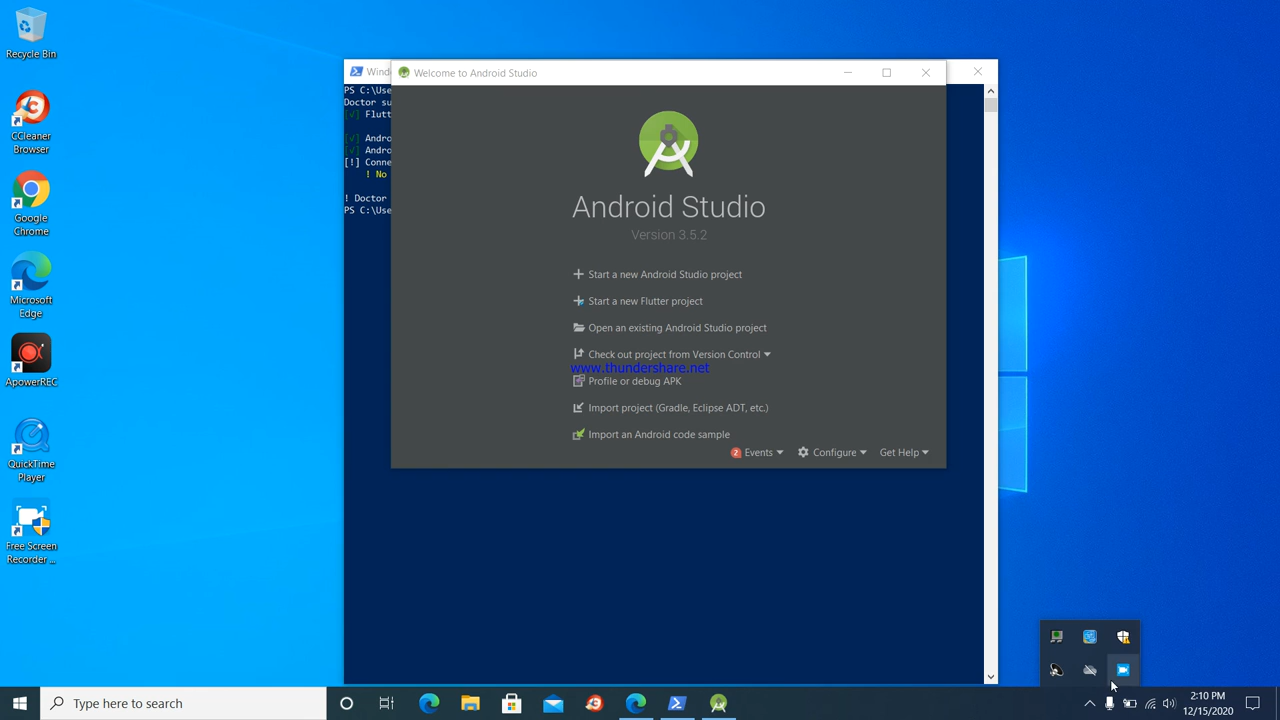 Recycle Bin
CCleaner
Browser
Google
Chrome
Microsoft
Edge
ApowerREC
QuickTime
Player
Free Screen
Recorder ...
Wind
PS C:\Use
Doctor su
[√] Flutt
[√] Andro
[√] Andro
[!] Conne
! No
! Doctor
PS C:\Use
Welcome to Android Studio
Android Studio
Version 3.5.2
Start a new Android Studio project
Start a new Flutter project
Open an existing Android Studio project
Check out project from Version Control
www.thundershare.net
Profile or debug APK
Import project (Gradle, Eclipse ADT, etc.)
Import an Android code sample
2 Events Configure Get Help
Type here to search
2:10 PM
12/15/2020